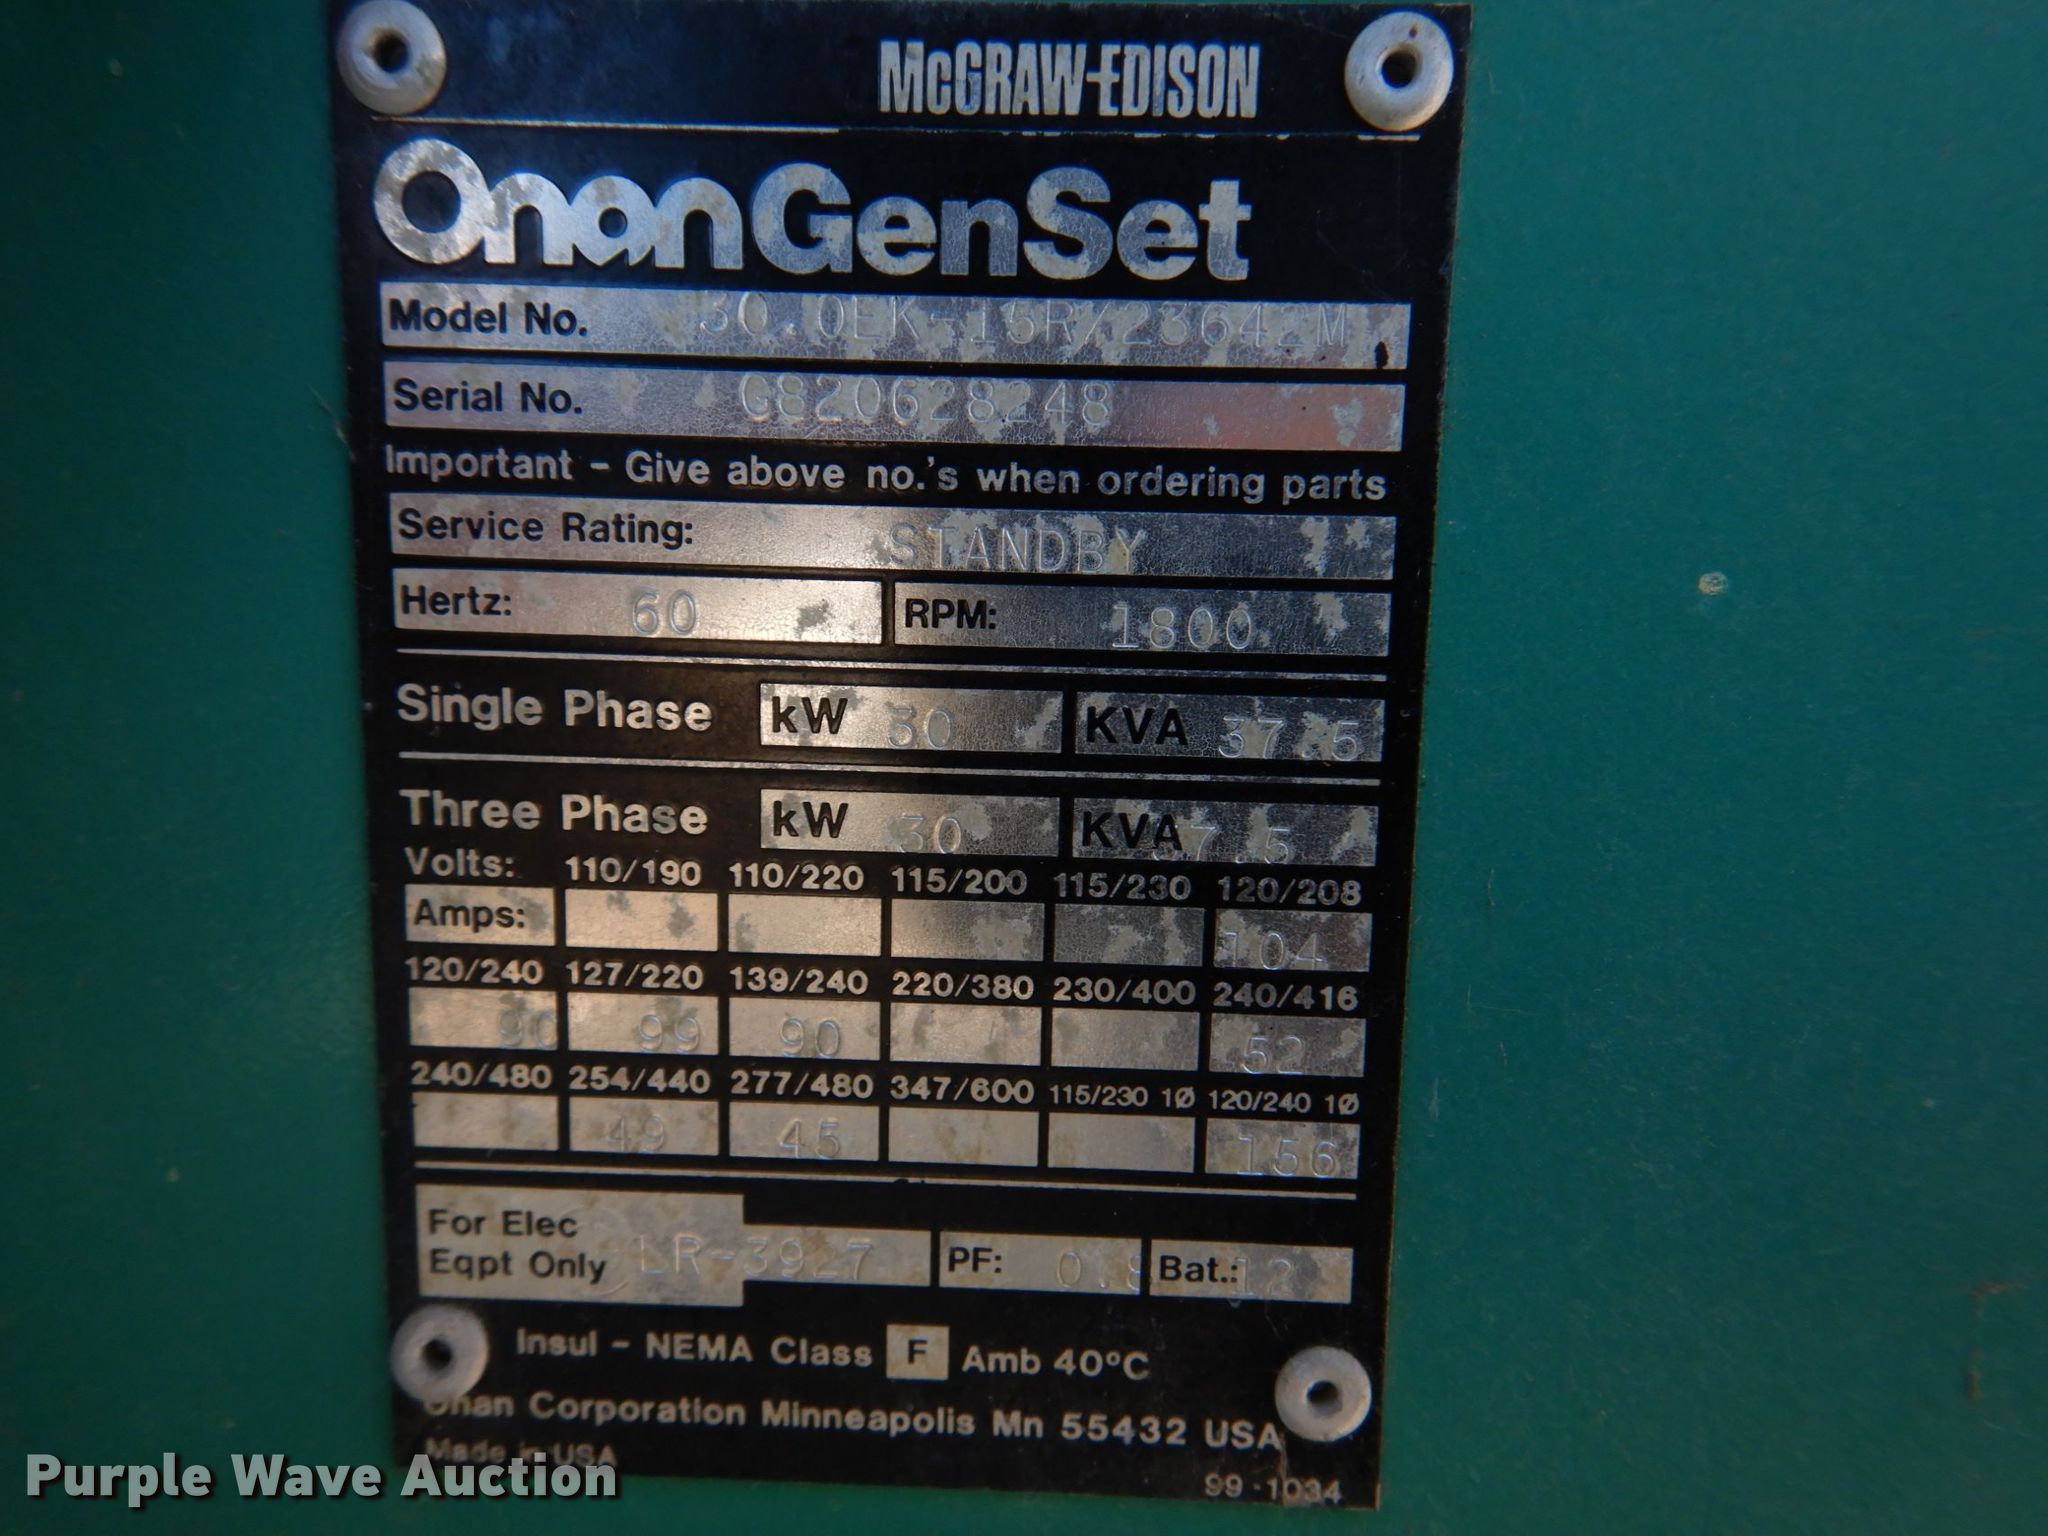 McGRAW-EDISON
Onan GenSet
Model No. 30.0EK-15R/23642M
Serial No. G820628248
Important - Give above no.'s when ordering parts
Service Rating: STANDBY
Hertz: 60 RPM: 1800
Single Phase kW 30 KVA 37.5
Three Phase kW 30 KVA 37.5
Volts: 110/190 110/220 115/200 115/230 120/208
Amps: 104
120/240 127/220 139/240 220/380 230/400 240/416
90 99 90 52
240/480 254/440 277/480 347/600 115/230 1Ø 120/240 1Ø
49 45 156
For Elec
Eqpt Only LR-3927 PF: 0.8 Bat.: 12
Insul - NEMA Class F Amb 40°C
Onan Corporation Minneapolis Mn 55432 USA
Made in USA
99-1034
Purple Wave Auction